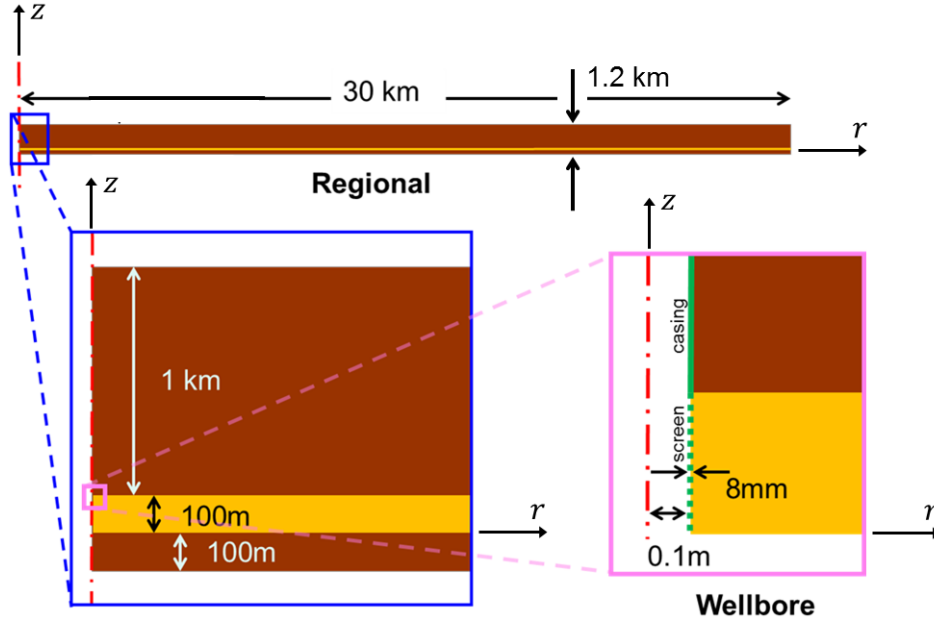 z
1.2 km
30 km
r
Regional
z
z
casing
1 km
screen
8mm
100m
r
r
100m
0.1m
Wellbore